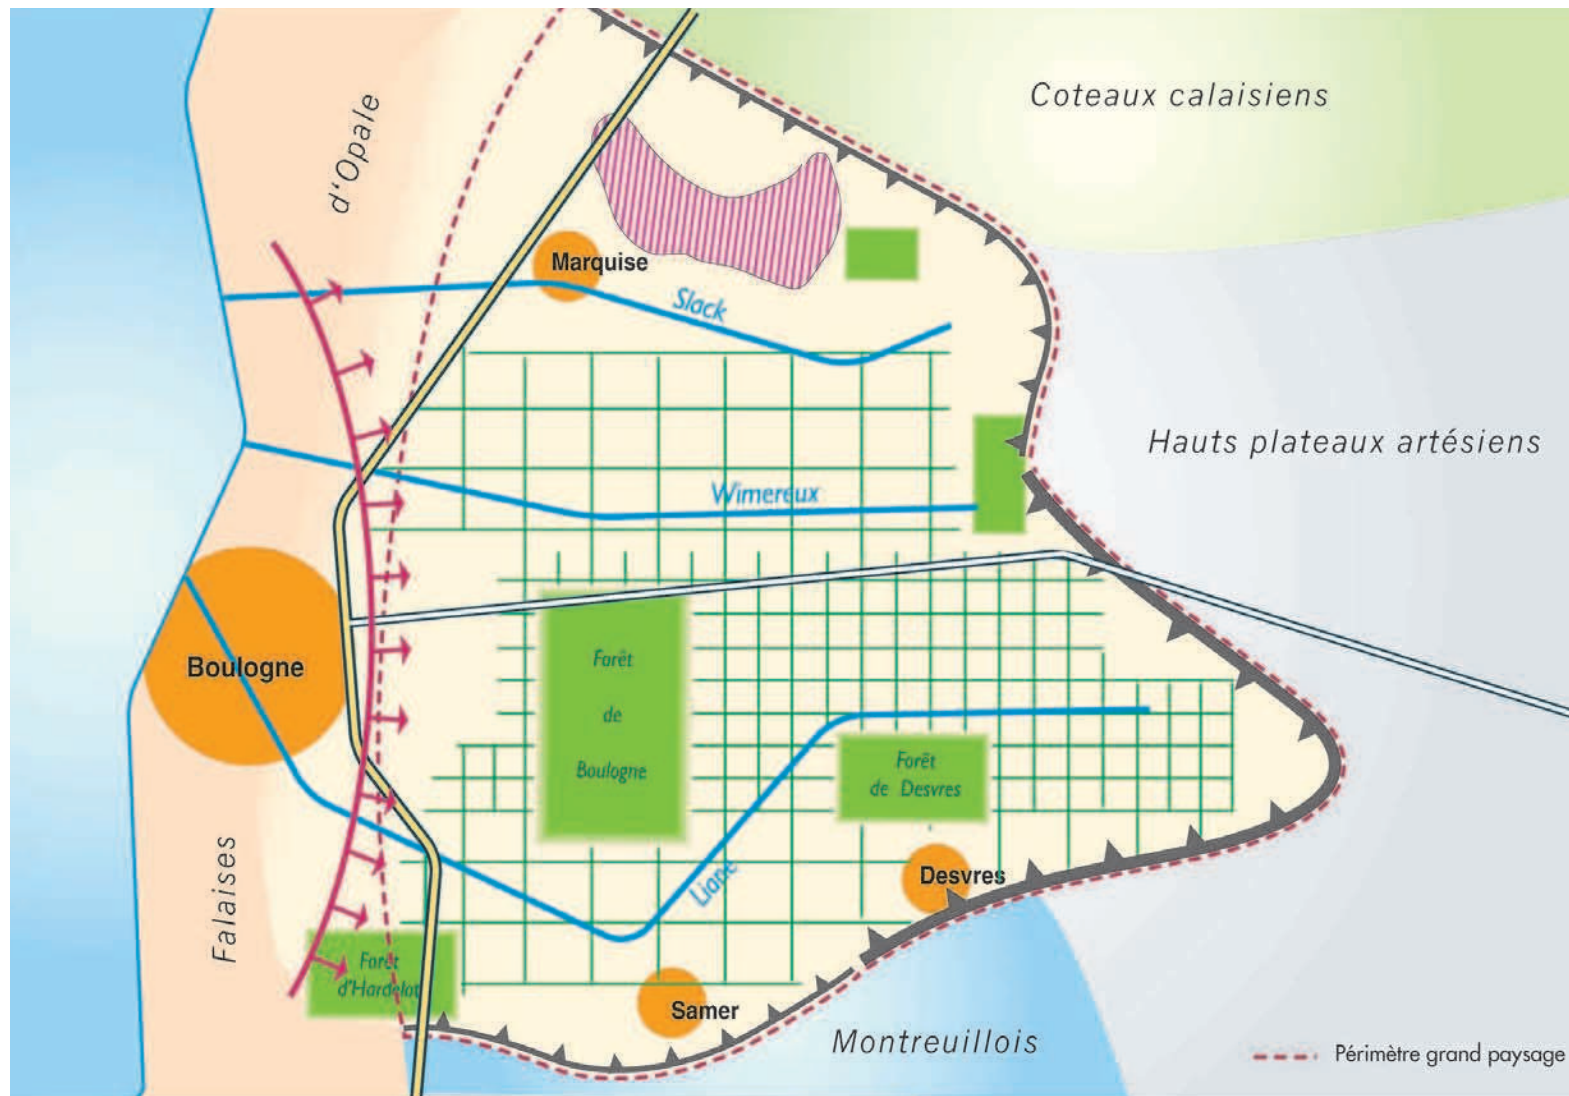 Coteaux calaisiens
d'Opale
Marquise
Slack
Hauts plateaux artésiens
Wimereux
Boulogne
Forêt
de
Boulogne
Forêt
de Desvres
Liane
Desvres
Falaises
Forêt
d'Hardelot
Samer
Montreuillois
Périmètre grand paysage